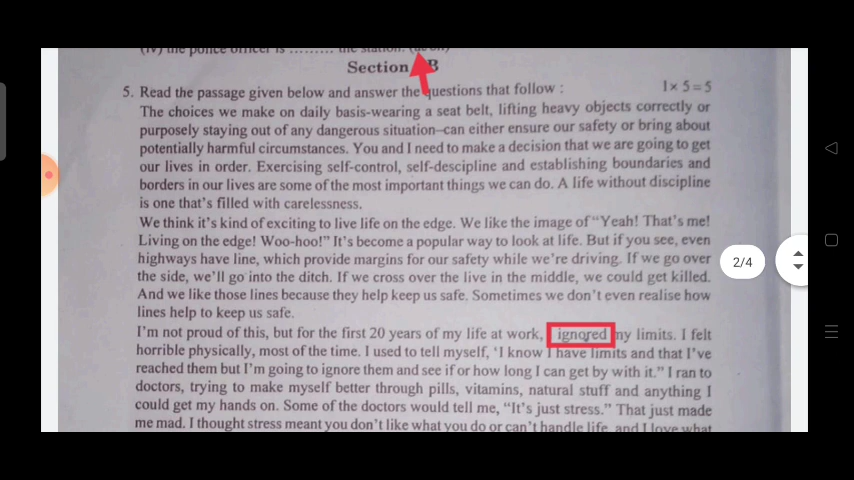 (iv) the police officer is ......... the station. (at/on)
Section B
5. Read the passage given below and answer the questions that follow : 1× 5 = 5
The choices we make on daily basis-wearing a seat belt, lifting heavy objects correctly or
purposely staying out of any dangerous situation–can either ensure our safety or bring about
potentially harmful circumstances. You and I need to make a decision that we are going to get
our lives in order. Exercising self-control, self-descipline and establishing boundaries and
borders in our lives are some of the most important things we can do. A life without discipline
is one that's filled with carelessness.
We think it's kind of exciting to live life on the edge. We like the image of "Yeah! That's me!
Living on the edge! Woo-hoo!" It's become a popular way to look at life. But if you see, even
highways have line, which provide margins for our safety while we're driving. If we go over
the side, we'll go into the ditch. If we cross over the live in the middle, we could get killed.
And we like those lines because they help keep us safe. Sometimes we don't even realise how
lines help to keep us safe.
I'm not proud of this, but for the first 20 years of my life at work, ignored my limits. I felt
horrible physically, most of the time. I used to tell myself, 'I know I have limits and that I've
reached them but I'm going to ignore them and see if or how long I can get by with it." I ran to
doctors, trying to make myself better through pills, vitamins, natural stuff and anything I
could get my hands on. Some of the doctors would tell me, "It's just stress." That just made
me mad. I thought stress meant you don't like what you do or can't handle life, and I love what
2/4